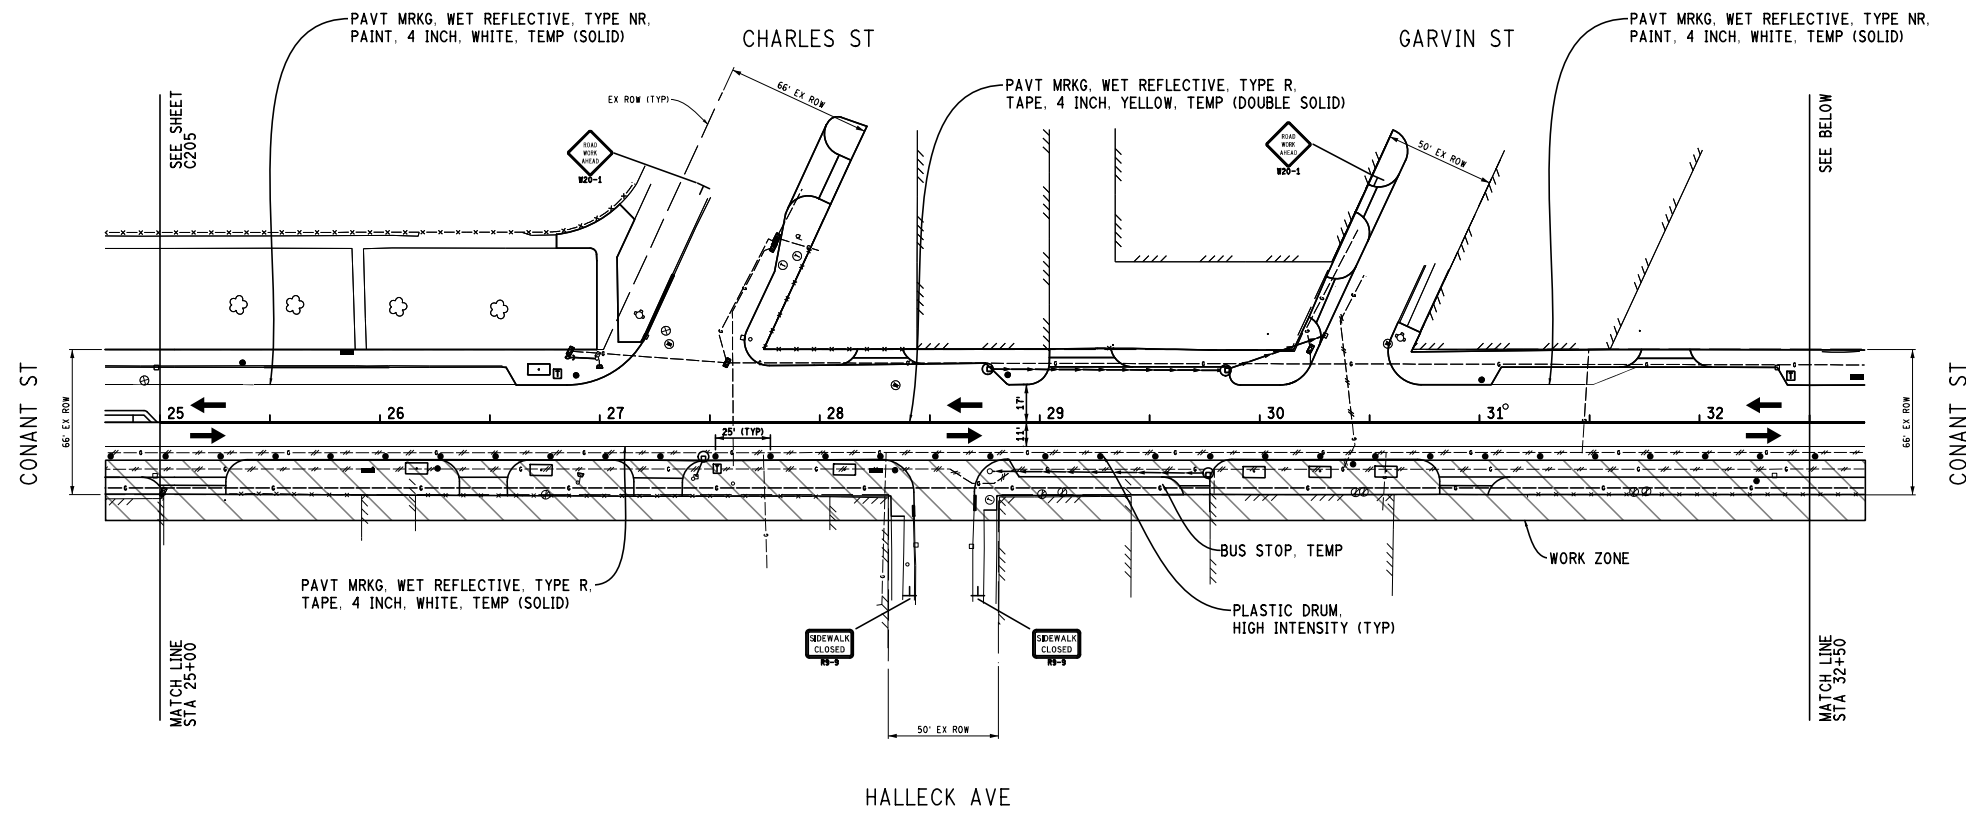 PAVT MRKG, WET REFLECTIVE, TYPE NR,
PAINT, 4 INCH, WHITE, TEMP (SOLID)
CHARLES ST
GARVIN ST
PAVT MRKG, WET REFLECTIVE, TYPE NR,
PAINT, 4 INCH, WHITE, TEMP (SOLID)
PAVT MRKG, WET REFLECTIVE, TYPE R,
TAPE, 4 INCH, YELLOW, TEMP (DOUBLE SOLID)
EX ROW (TYP)
66' EX ROW
50' EX ROW
SEE SHEET
C205
SEE BELOW
ROAD
WORK
AHEAD
W20-1
ROAD
WORK
AHEAD
W20-1
CONANT ST
66' EX ROW
25
26
27
28
29
30
31
32
17'
11'
25' (TYP)
66' EX ROW
CONANT ST
BUS STOP, TEMP
WORK ZONE
PAVT MRKG, WET REFLECTIVE, TYPE R,
TAPE, 4 INCH, WHITE, TEMP (SOLID)
PLASTIC DRUM,
HIGH INTENSITY (TYP)
SIDEWALK
CLOSED
R9-9
SIDEWALK
CLOSED
R9-9
MATCH LINE
STA 25+00
MATCH LINE
STA 32+50
50' EX ROW
HALLECK AVE